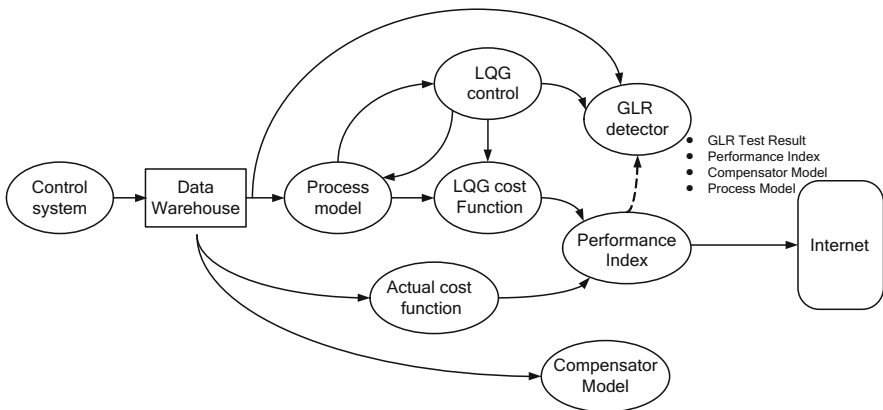 LQG
control
GLR
detector
● GLR Test Result
● Performance Index
● Compensator Model
● Process Model
Control
system
Data
Warehouse
Process
model
LQG cost
Function
Performance
Index
Internet
Actual cost
function
Compensator
Model